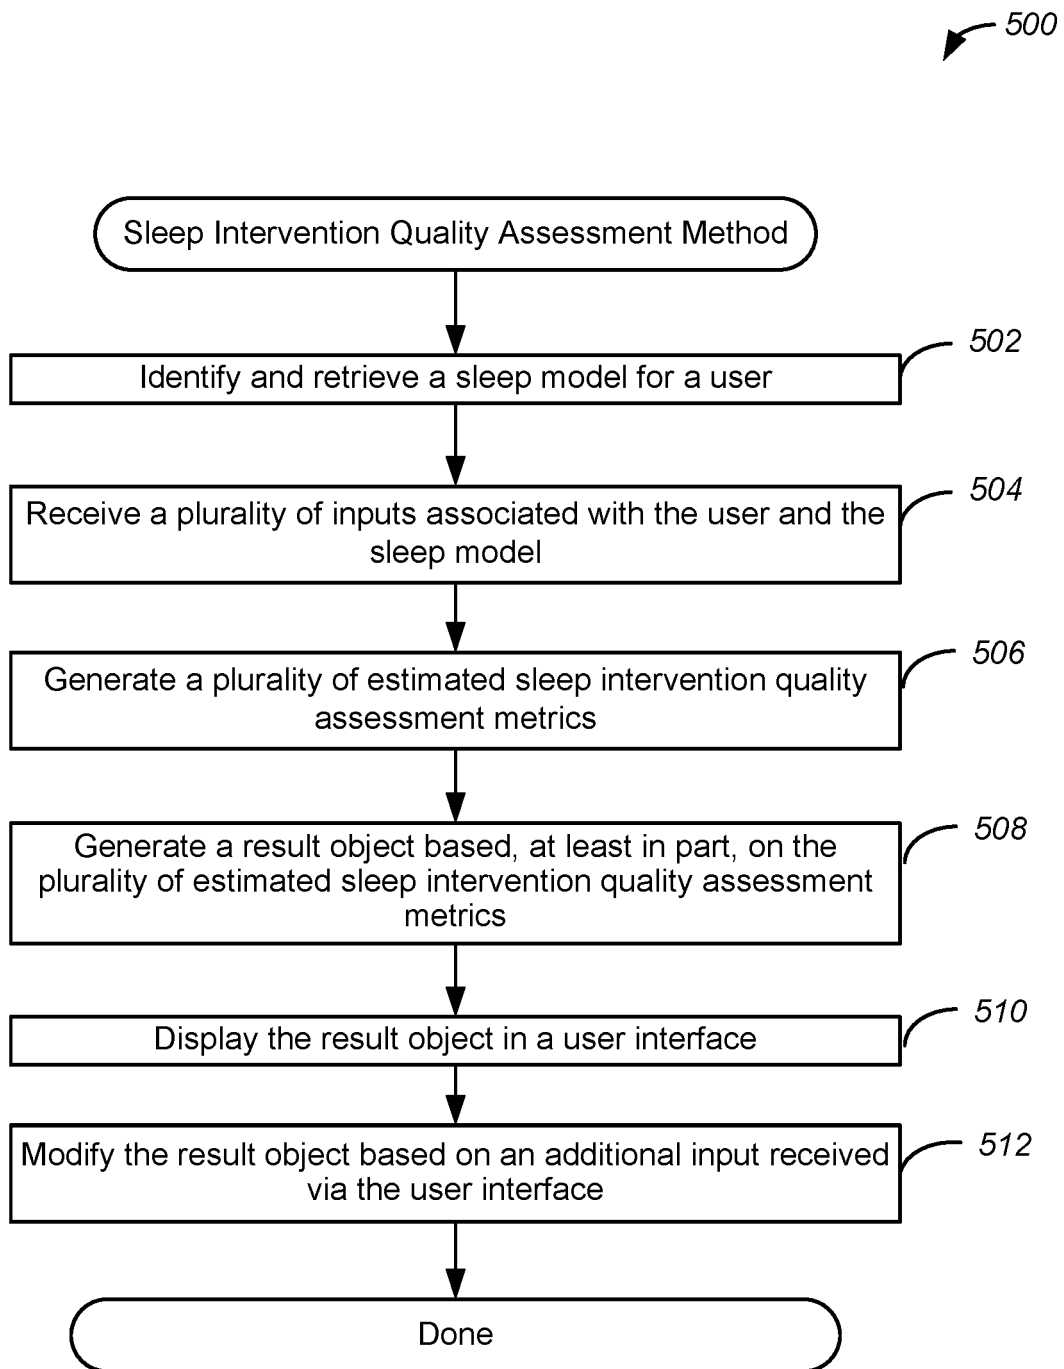 500
Sleep Intervention Quality Assessment Method
502
Identify and retrieve a sleep model for a user
504
Receive a plurality of inputs associated with the user and the
sleep model
506
Generate a plurality of estimated sleep intervention quality
assessment metrics
508
Generate a result object based, at least in part, on the
plurality of estimated sleep intervention quality assessment
metrics
510
Display the result object in a user interface
512
Modify the result object based on an additional input received
via the user interface
Done